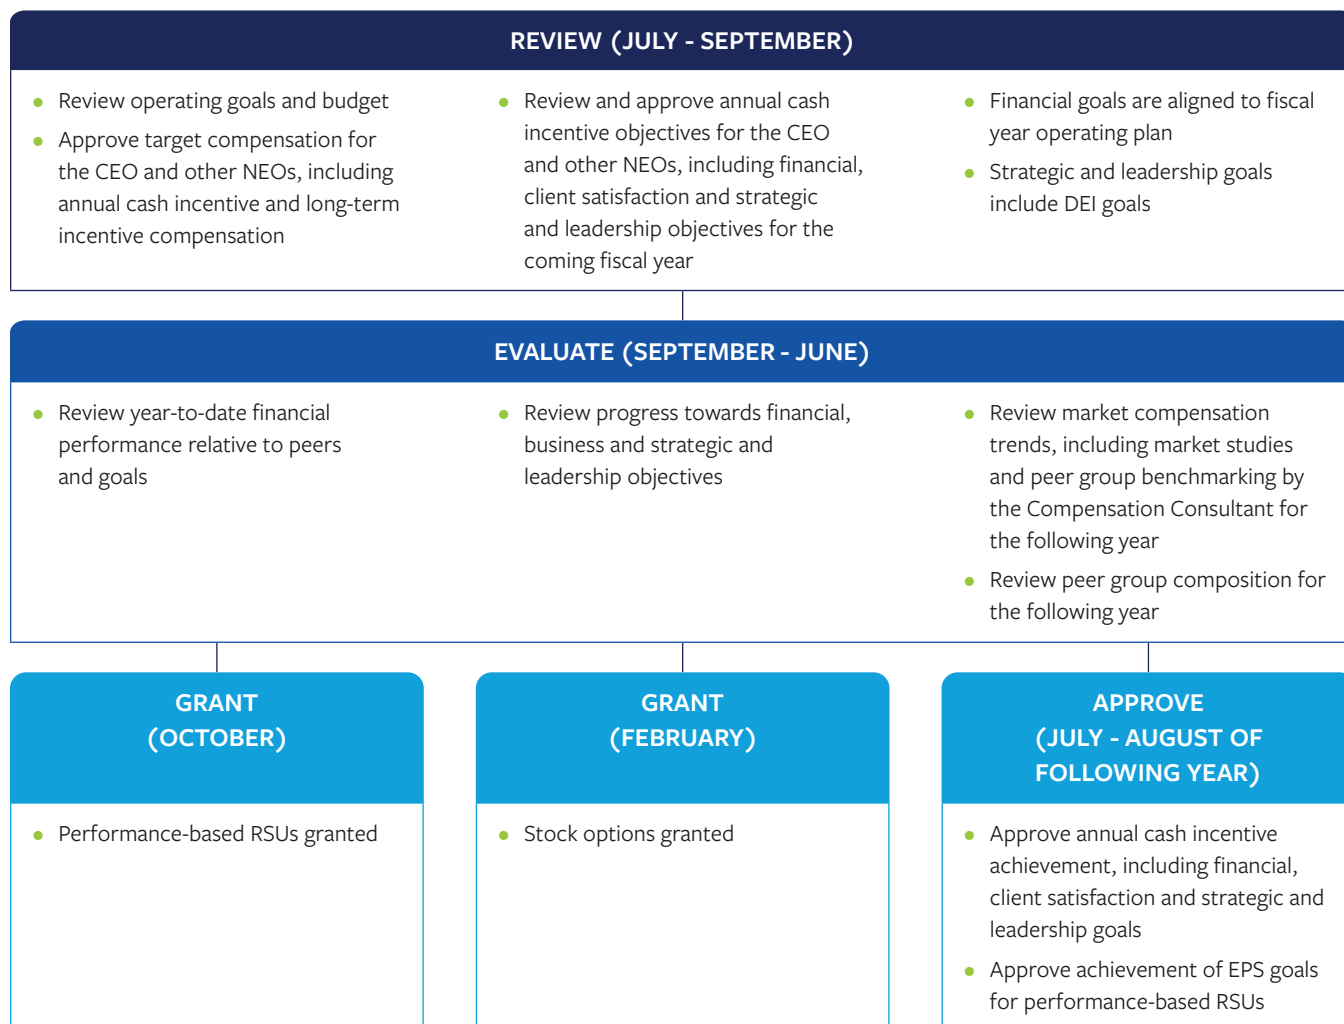 REVIEW (JULY - SEPTEMBER)
• Review operating goals and budget
• Approve target compensation for
the CEO and other NEOs, including
annual cash incentive and long-term
incentive compensation
• Review and approve annual cash
incentive objectives for the CEO
and other NEOs, including financial,
client satisfaction and strategic
and leadership objectives for the
coming fiscal year
• Financial goals are aligned to fiscal
year operating plan
• Strategic and leadership goals
include DEI goals
EVALUATE (SEPTEMBER - JUNE)
• Review year-to-date financial
performance relative to peers
and goals
• Review progress towards financial,
business and strategic and
leadership objectives
• Review market compensation
trends, including market studies
and peer group benchmarking by
the Compensation Consultant for
the following year
• Review peer group composition for
the following year
GRANT
(OCTOBER)
• Performance-based RSUs granted
GRANT
(FEBRUARY)
• Stock options granted
APPROVE
(JULY - AUGUST OF
FOLLOWING YEAR)
• Approve annual cash incentive
achievement, including financial,
client satisfaction and strategic and
leadership goals
• Approve achievement of EPS goals
for performance-based RSUs